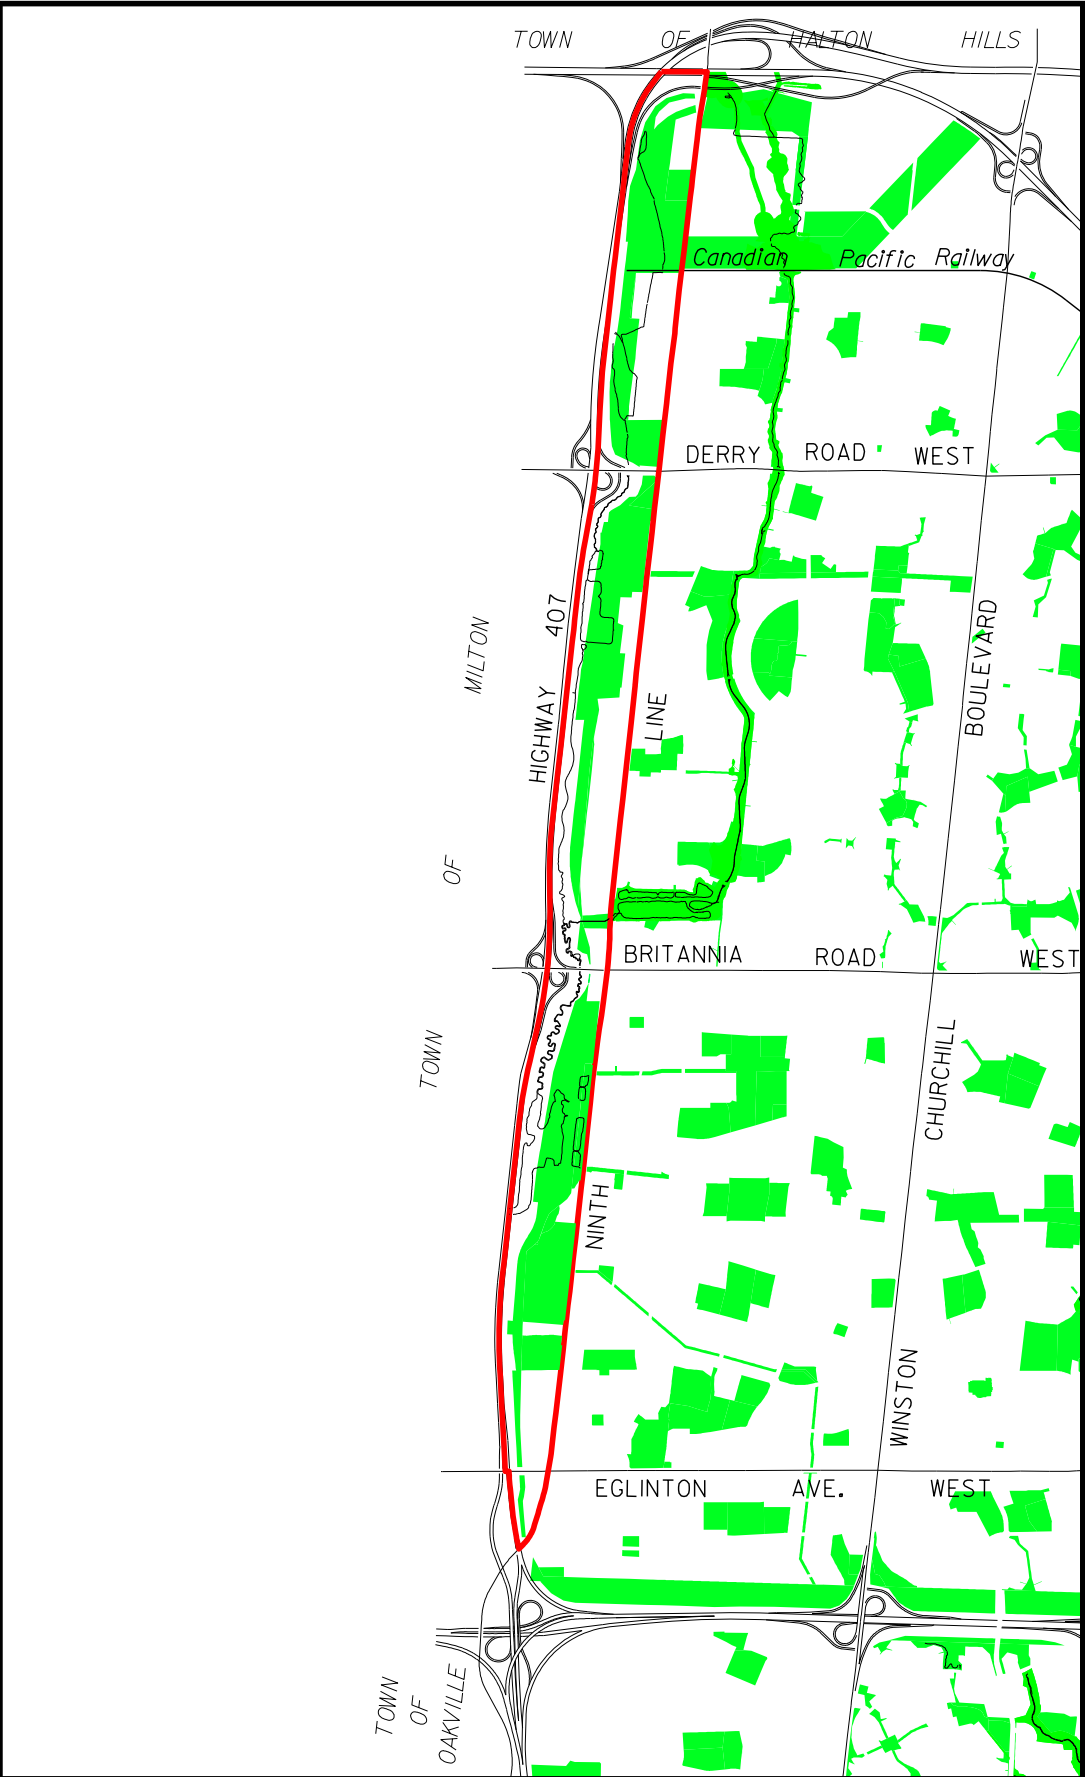 TOWN OF HALTON HILLS
Canadian Pacific Railway
DERRY ROAD WEST
HIGHWAY 407
TOWN OF MILTON
NINTH LINE
WINSTON CHURCHILL BOULEVARD
BRITANNIA ROAD WEST
EGLINTON AVE. WEST
TOWN
OF
OAKVILLE